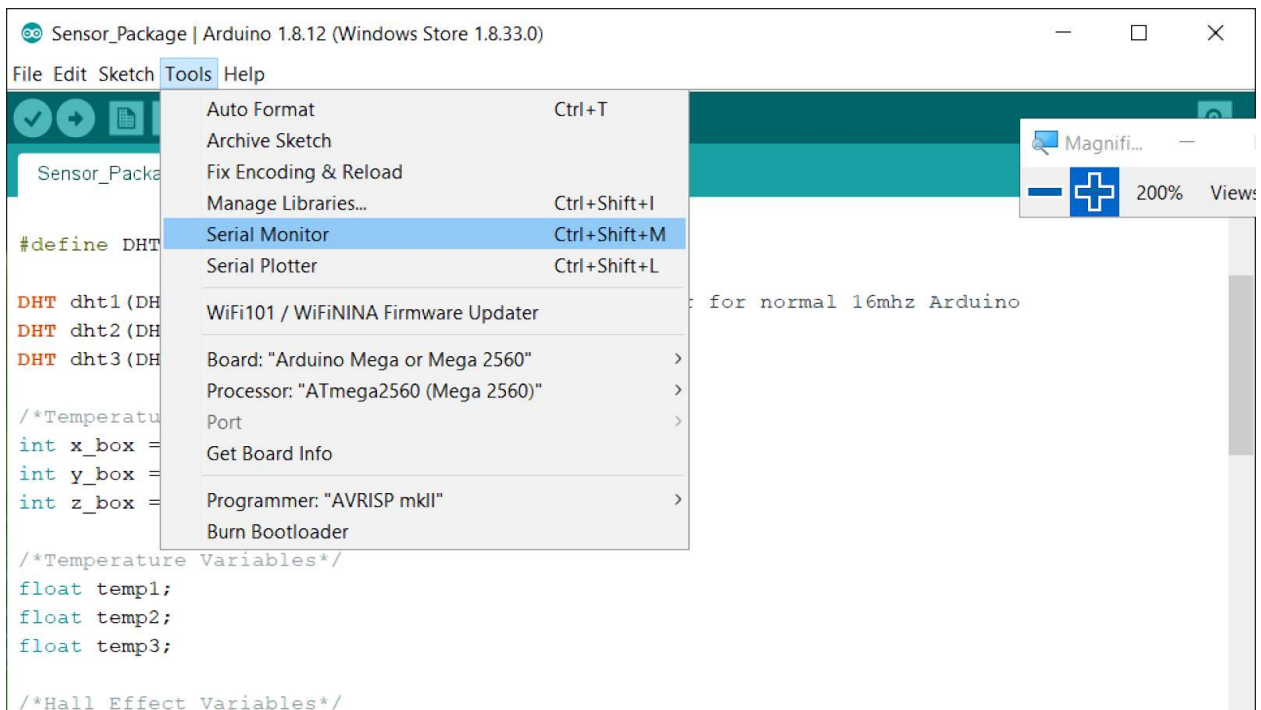 Sensor_Package | Arduino 1.8.12 (Windows Store 1.8.33.0)
File Edit Sketch Tools Help
Auto Format Ctrl+T
Archive Sketch
Magnifi...
Sensor_Packa
Fix Encoding & Reload
200% Views
Manage Libraries... Ctrl+Shift+I
#define DHT
Serial Monitor Ctrl+Shift+M
Serial Plotter Ctrl+Shift+L
DHT dht1(DH
for normal 16mhz Arduino
WiFi101 / WiFiNINA Firmware Updater
DHT dht2(DH
DHT dht3(DH
Board: "Arduino Mega or Mega 2560"
Processor: "ATmega2560 (Mega 2560)"
/*Temperatu
Port
int x_box =
Get Board Info
int y_box =
int z_box =
Programmer: "AVRISP mkII"
Burn Bootloader
/*Temperature Variables*/
float temp1;
float temp2;
float temp3;
/*Hall Effect Variables*/